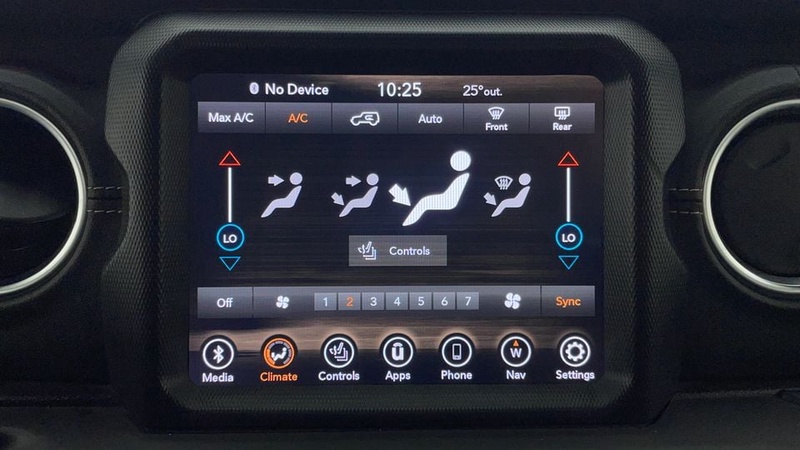 No Device 10:25 25°out.
Max A/C A/C Auto Front Rear
LO LO
Controls
Off 1 2 3 4 5 6 7 Sync
W
Media Climate Controls Apps Phone Nav Settings